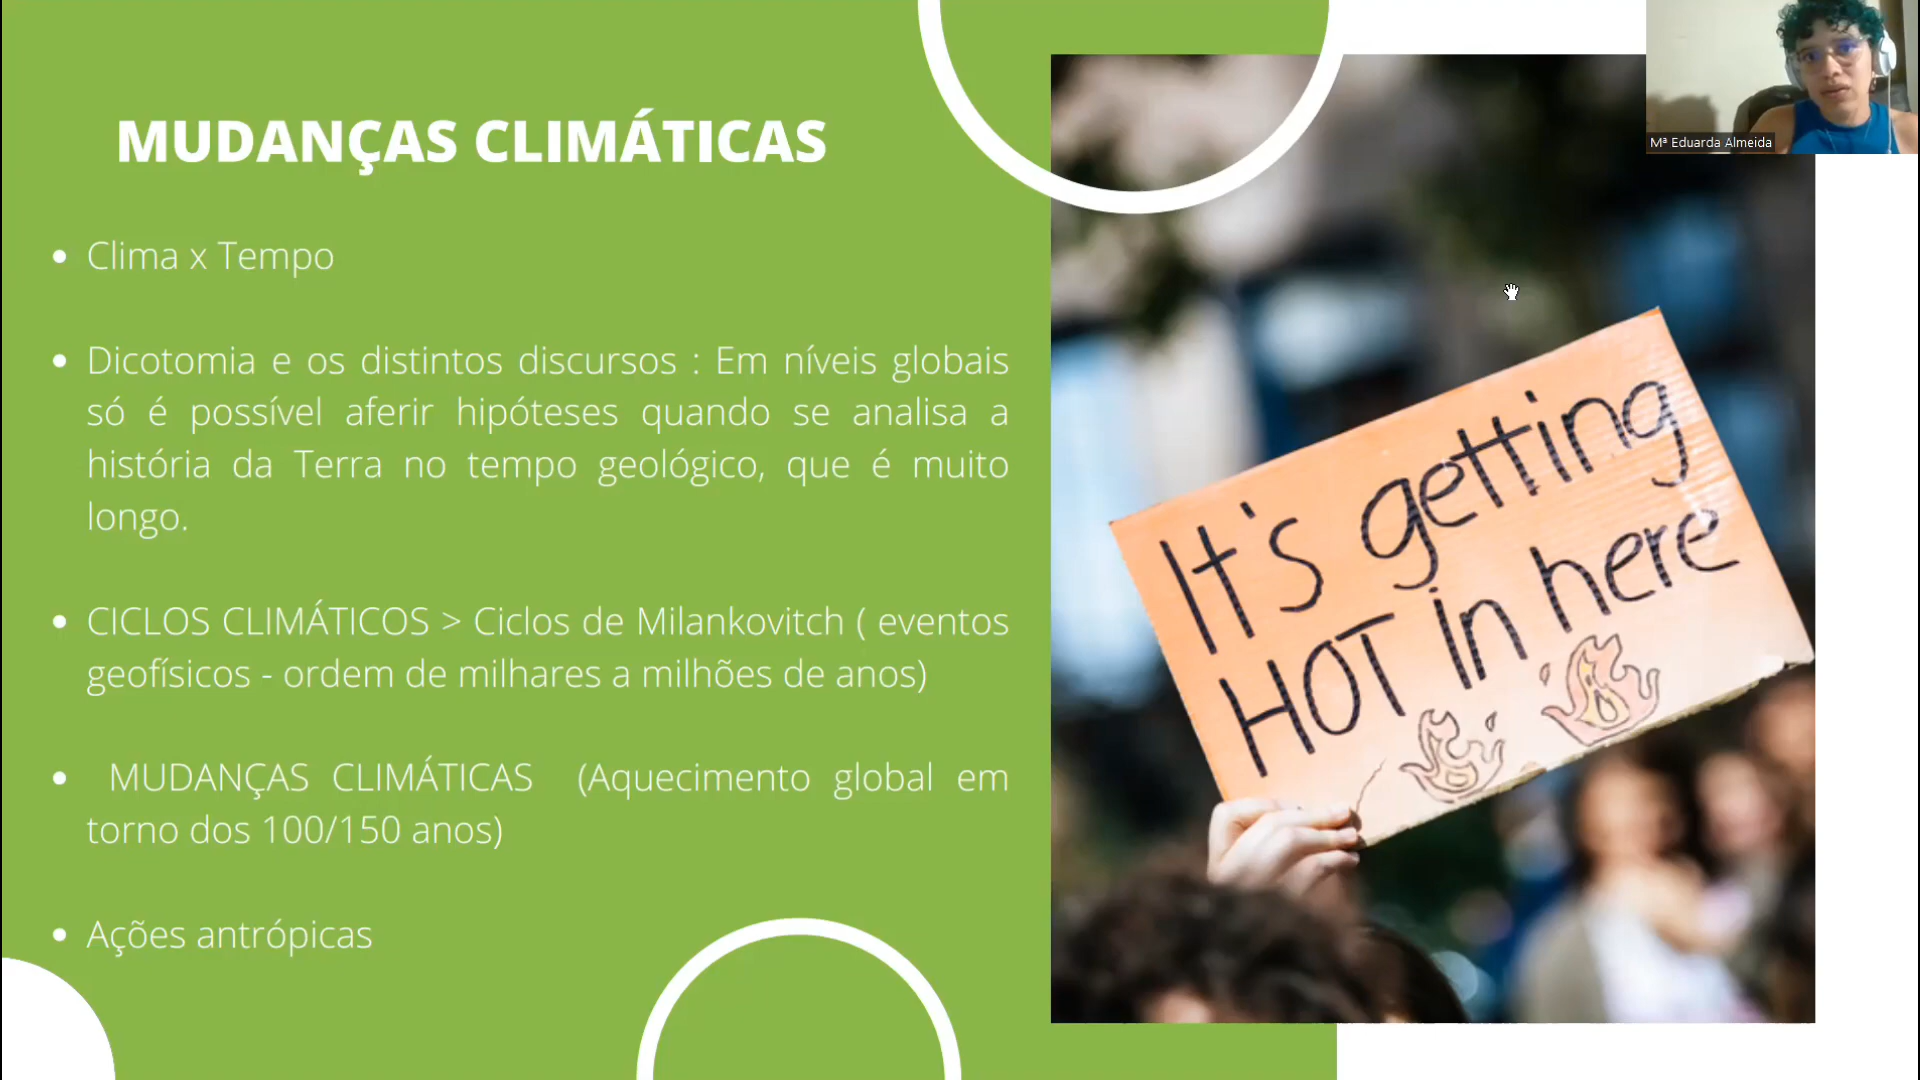 MUDANÇAS CLIMÁTICAS
Clima x Tempo
Dicotomia e os distintos discursos : Em níveis globais
só é possível aferir hipóteses quando se analisa a
história da Terra no tempo geológico, que é muito
longo.
CICLOS CLIMÁTICOS > Ciclos de Milankovitch ( eventos
geofísicos - ordem de milhares a milhões de anos)
MUDANÇAS CLIMÁTICAS (Aquecimento global em
torno dos 100/150 anos)
Ações antrópicas
It's getting
HOT in here
Mª Eduarda Almeida